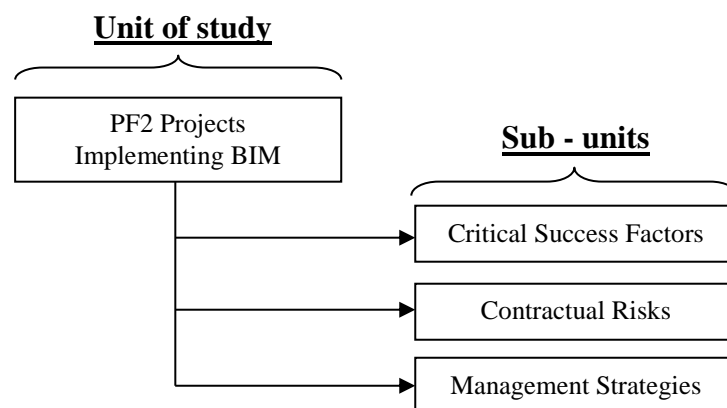 Unit of study
PF2 Projects
Implementing BIM
Sub - units
Critical Success Factors
Contractual Risks
Management Strategies